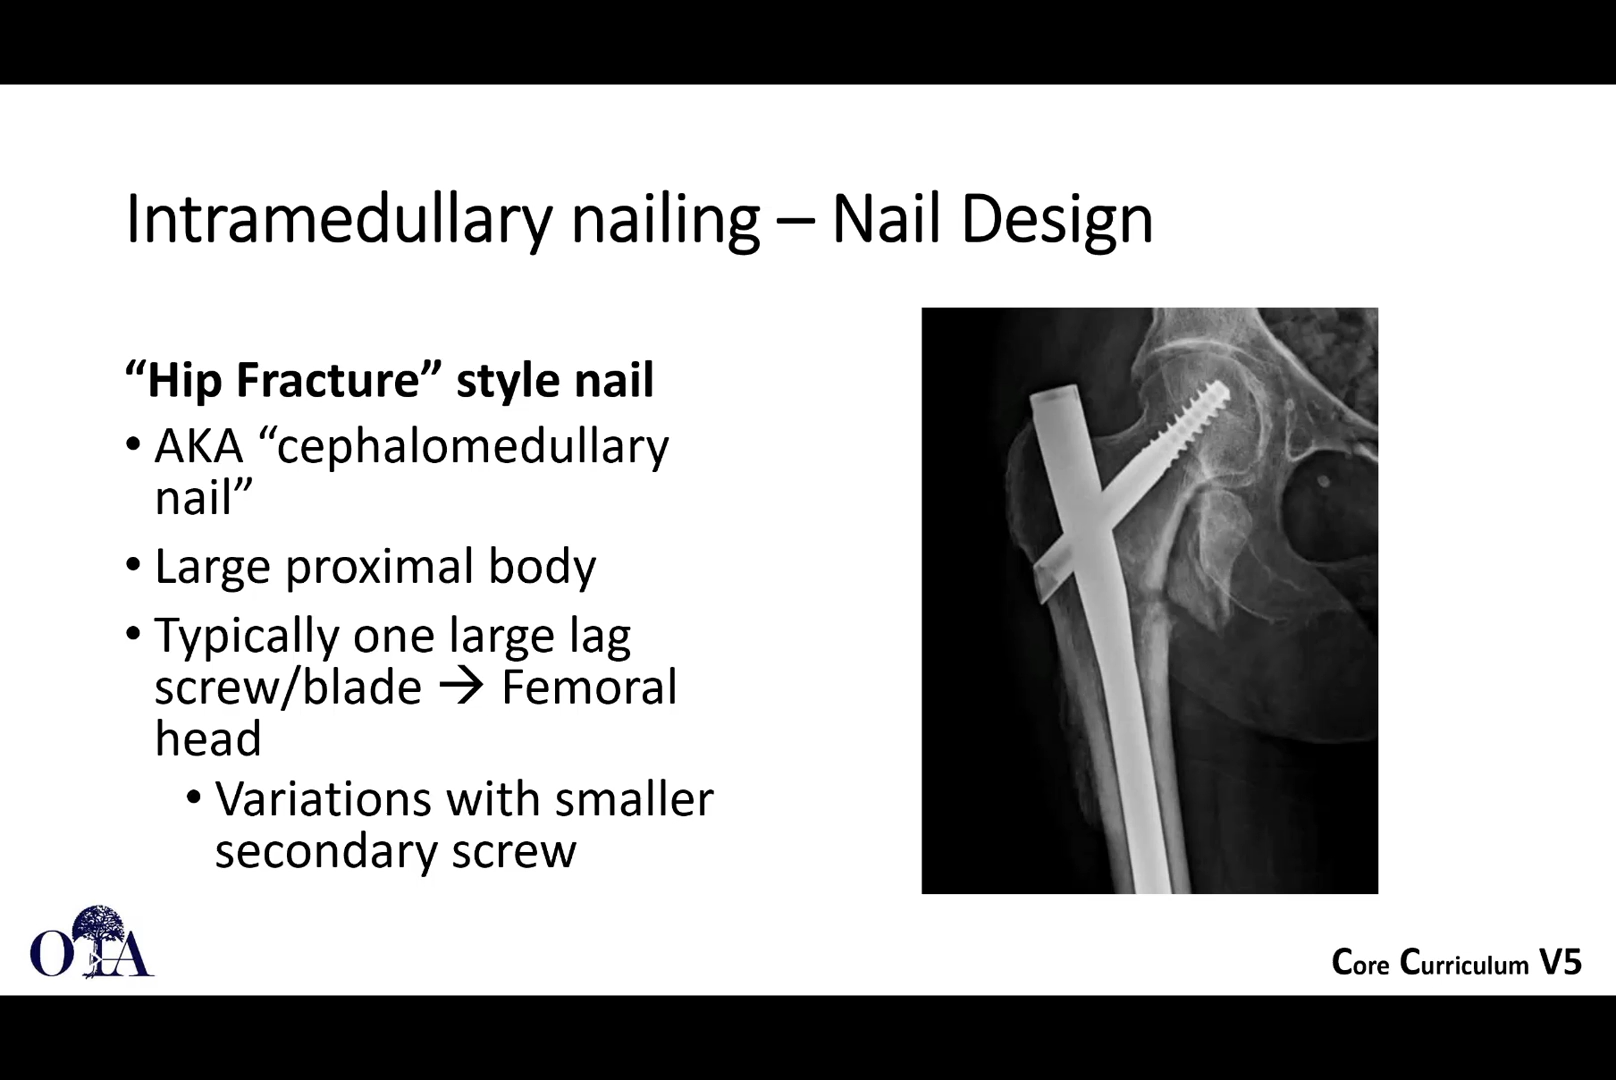 Intramedullary nailing – Nail Design
“Hip Fracture” style nail
• AKA “cephalomedullary
nail”
• Large proximal body
• Typically one large lag
screw/blade → Femoral
head
• Variations with smaller
secondary screw
OTA
Core Curriculum V5